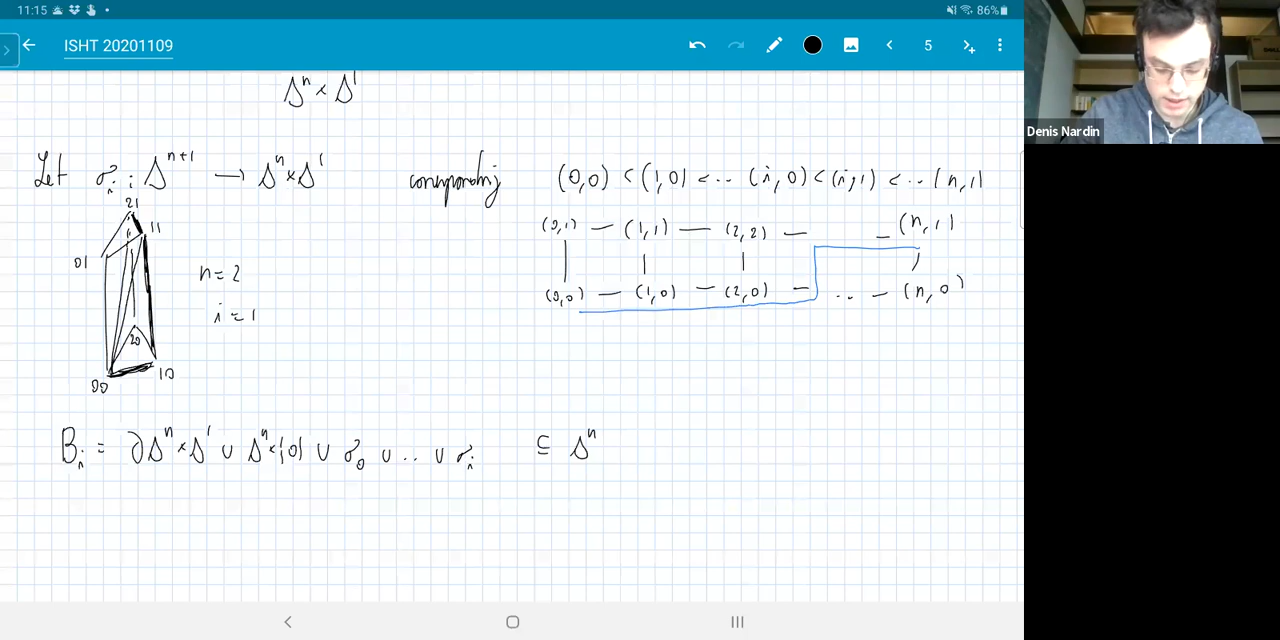 11:15 86%
ISHT 20201109 5
Denis Nardin
Δⁿ × Δ¹
Let σᵢ : Δⁿ⁺¹ → Δⁿ×Δ¹ corresponding (0,0) < (1,0) < ... (i,0) < (i,1) < ... (n,1)
21
11
01
(0,1) — (1,1) — (2,2) — — (n,1)
n = 2
(0,0) — (1,0) — (2,0) — ... — (n,0)
i = 1
20
10
00
Bᵢ = ∂Δⁿ×Δ¹ ∪ Δⁿ×{0} ∪ σ₀ ∪ ... ∪ σᵢ ⊆ Δⁿ